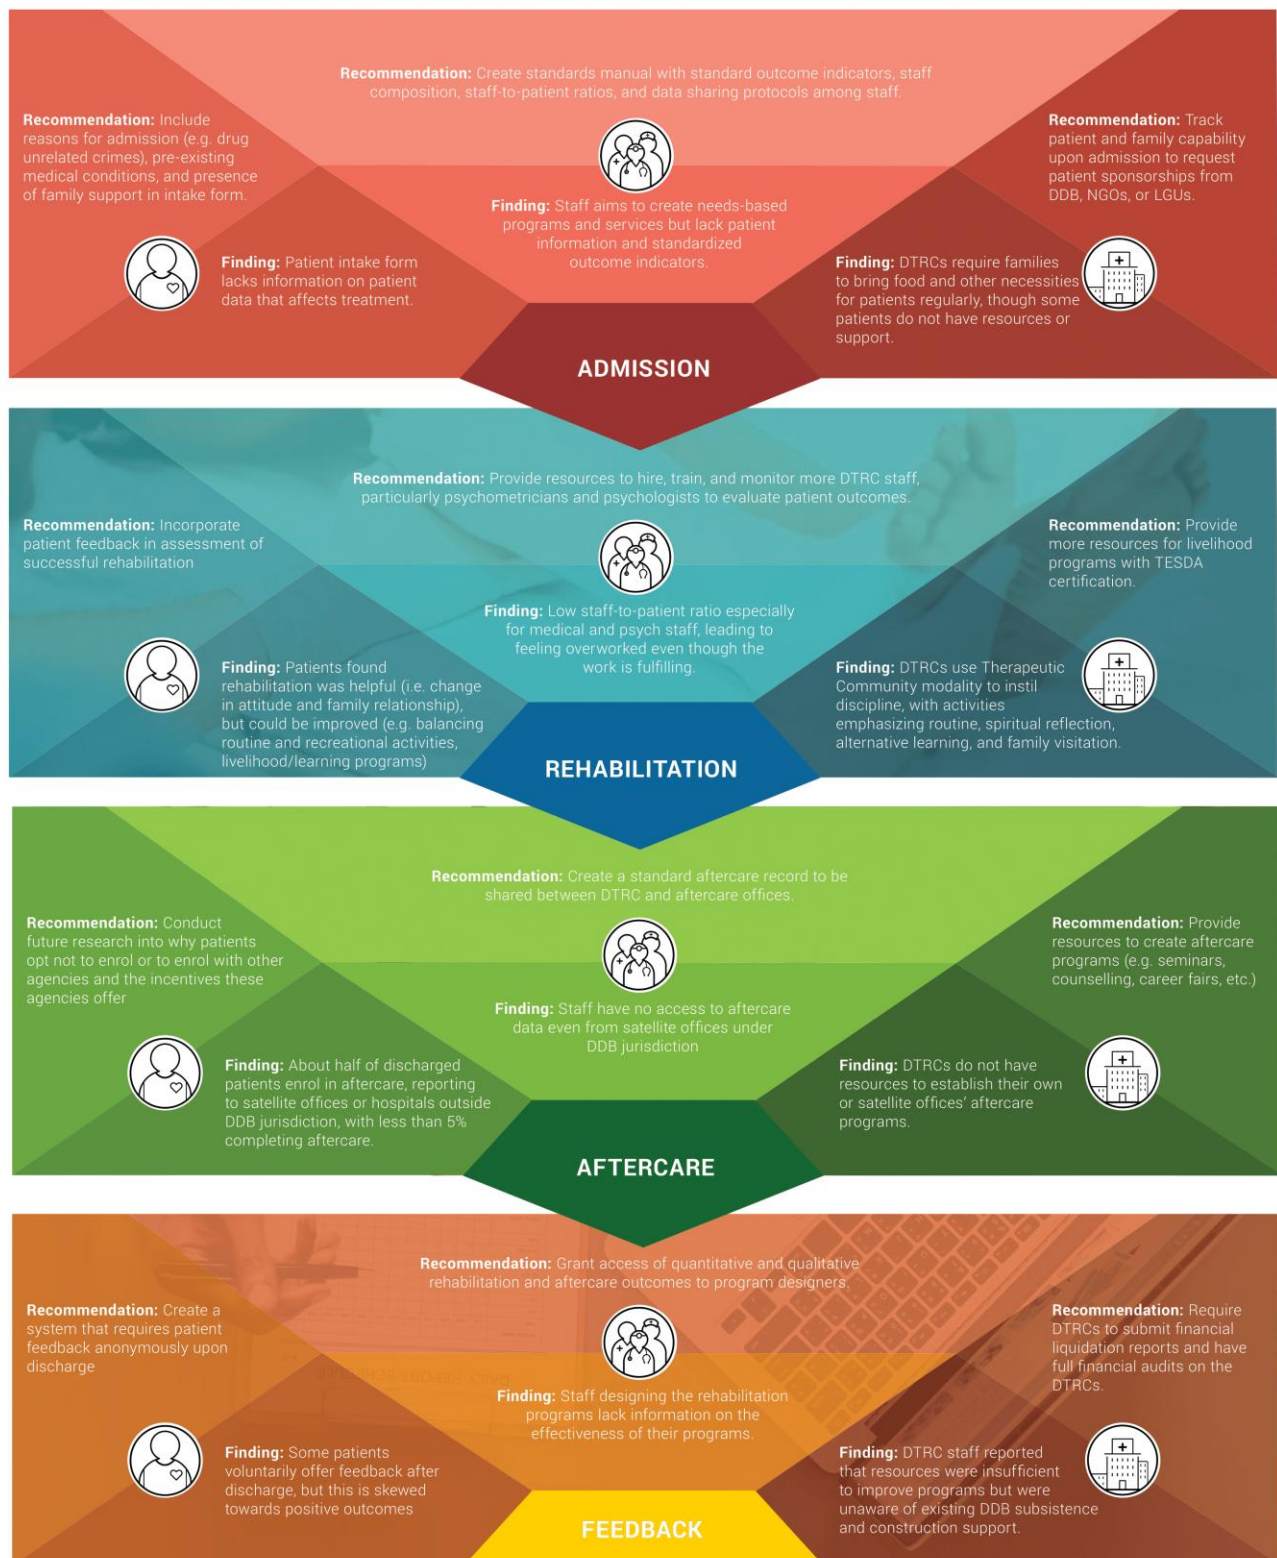 Recommendation: Create standards manual with standard outcome indicators, staff
composition, staff-to-patient ratios, and data sharing protocols among staff.
Recommendation: Include
reasons for admission (e.g. drug
unrelated crimes), pre-existing
medical conditions, and presence
of family support in intake form.
Recommendation: Track
patient and family capability
upon admission to request
patient sponsorships from
DDB, NGOs, or LGUs.
Finding: Staff aims to create needs-based
programs and services but lack patient
information and standardized
outcome indicators.
Finding: Patient intake form
lacks information on patient
data that affects treatment.
Finding: DTRCs require families
to bring food and other necessities
for patients regularly, though some
patients do not have resources or
support.
ADMISSION
Recommendation: Provide resources to hire, train, and monitor more DTRC staff,
particularly psychometricians and psychologists to evaluate patient outcomes.
Recommendation: Incorporate
patient feedback in assessment of
successful rehabilitation
Recommendation: Provide
more resources for livelihood
programs with TESDA
certification.
Finding: Low staff-to-patient ratio especially
for medical and psych staff, leading to
feeling overworked even though the
work is fulfilling.
Finding: Patients found
rehabilitation was helpful (i.e. change
in attitude and family relationship),
but could be improved (e.g. balancing
routine and recreational activities,
livelihood/learning programs)
Finding: DTRCs use Therapeutic
Community modality to instil
discipline, with activities
emphasizing routine, spiritual reflection,
alternative learning, and family visitation.
REHABILITATION
Recommendation: Create a standard aftercare record to be
shared between DTRC and aftercare offices.
Recommendation: Conduct
future research into why patients
opt not to enrol or to enrol with other
agencies and the incentives these
agencies offer
Recommendation: Provide
resources to create aftercare
programs (e.g. seminars,
counselling, career fairs, etc.)
Finding: Staff have no access to aftercare
data even from satellite offices under
DDB jurisdiction
Finding: About half of discharged
patients enrol in aftercare, reporting
to satellite offices or hospitals outside
DDB jurisdiction, with less than 5%
completing aftercare.
Finding: DTRCs do not have
resources to establish their own
or satellite offices' aftercare
programs.
AFTERCARE
Recommendation: Grant access of quantitative and qualitative
rehabilitation and aftercare outcomes to program designers.
Recommendation: Create a
system that requires patient
feedback anonymously upon
discharge
Recommendation: Require
DTRCs to submit financial
liquidation reports and have
full financial audits on the
DTRCs.
DAILY REPORT
Finding: Staff designing the rehabilitation
programs lack information on the
effectiveness of their programs.
Finding: Some patients
voluntarily offer feedback after
discharge, but this is skewed
towards positive outcomes
Finding: DTRC staff reported
that resources were insufficient
to improve programs but were
unaware of existing DDB subsistence
and construction support.
FEEDBACK